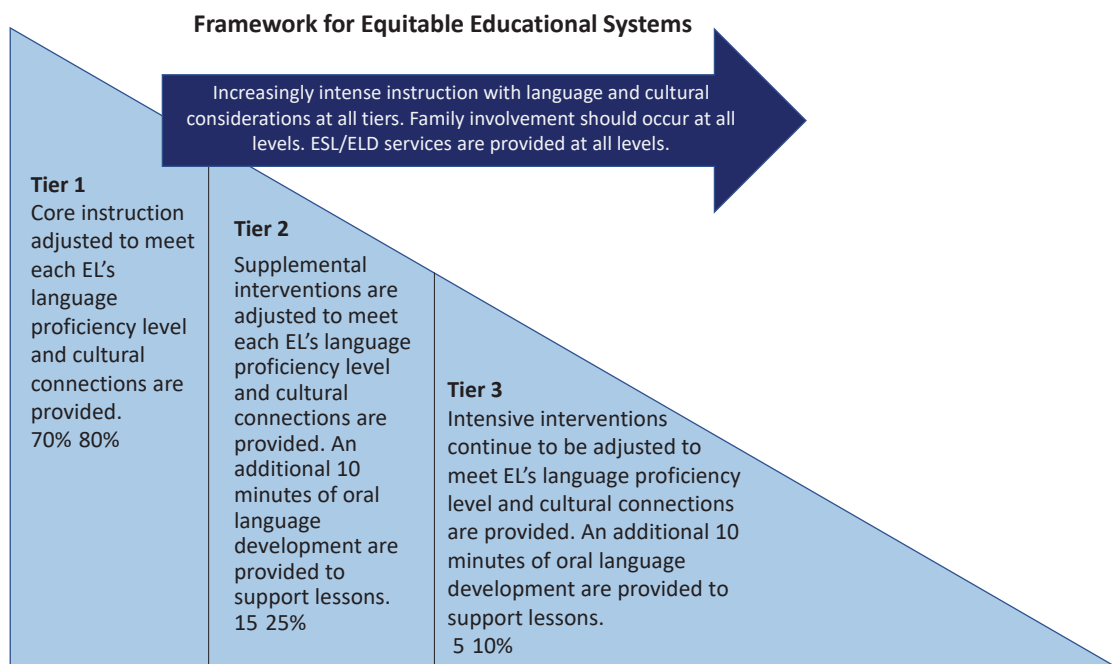 Framework for Equitable Educational Systems
Increasingly intense instruction with language and cultural
considerations at all tiers. Family involvement should occur at all
levels. ESL/ELD services are provided at all levels.
Tier 1
Core instruction
adjusted to meet
each EL’s
language
proficiency level
and cultural
connections are
provided.
70% 80%
Tier 2
Supplemental
interventions are
adjusted to meet
each EL’s language
proficiency level
and cultural
connections are
provided. An
additional 10
minutes of oral
language
development are
provided to
support lessons.
15 25%
Tier 3
Intensive interventions
continue to be adjusted to
meet EL’s language proficiency
level and cultural connections
are provided. An additional 10
minutes of oral language
development are provided to
support lessons.
5 10%